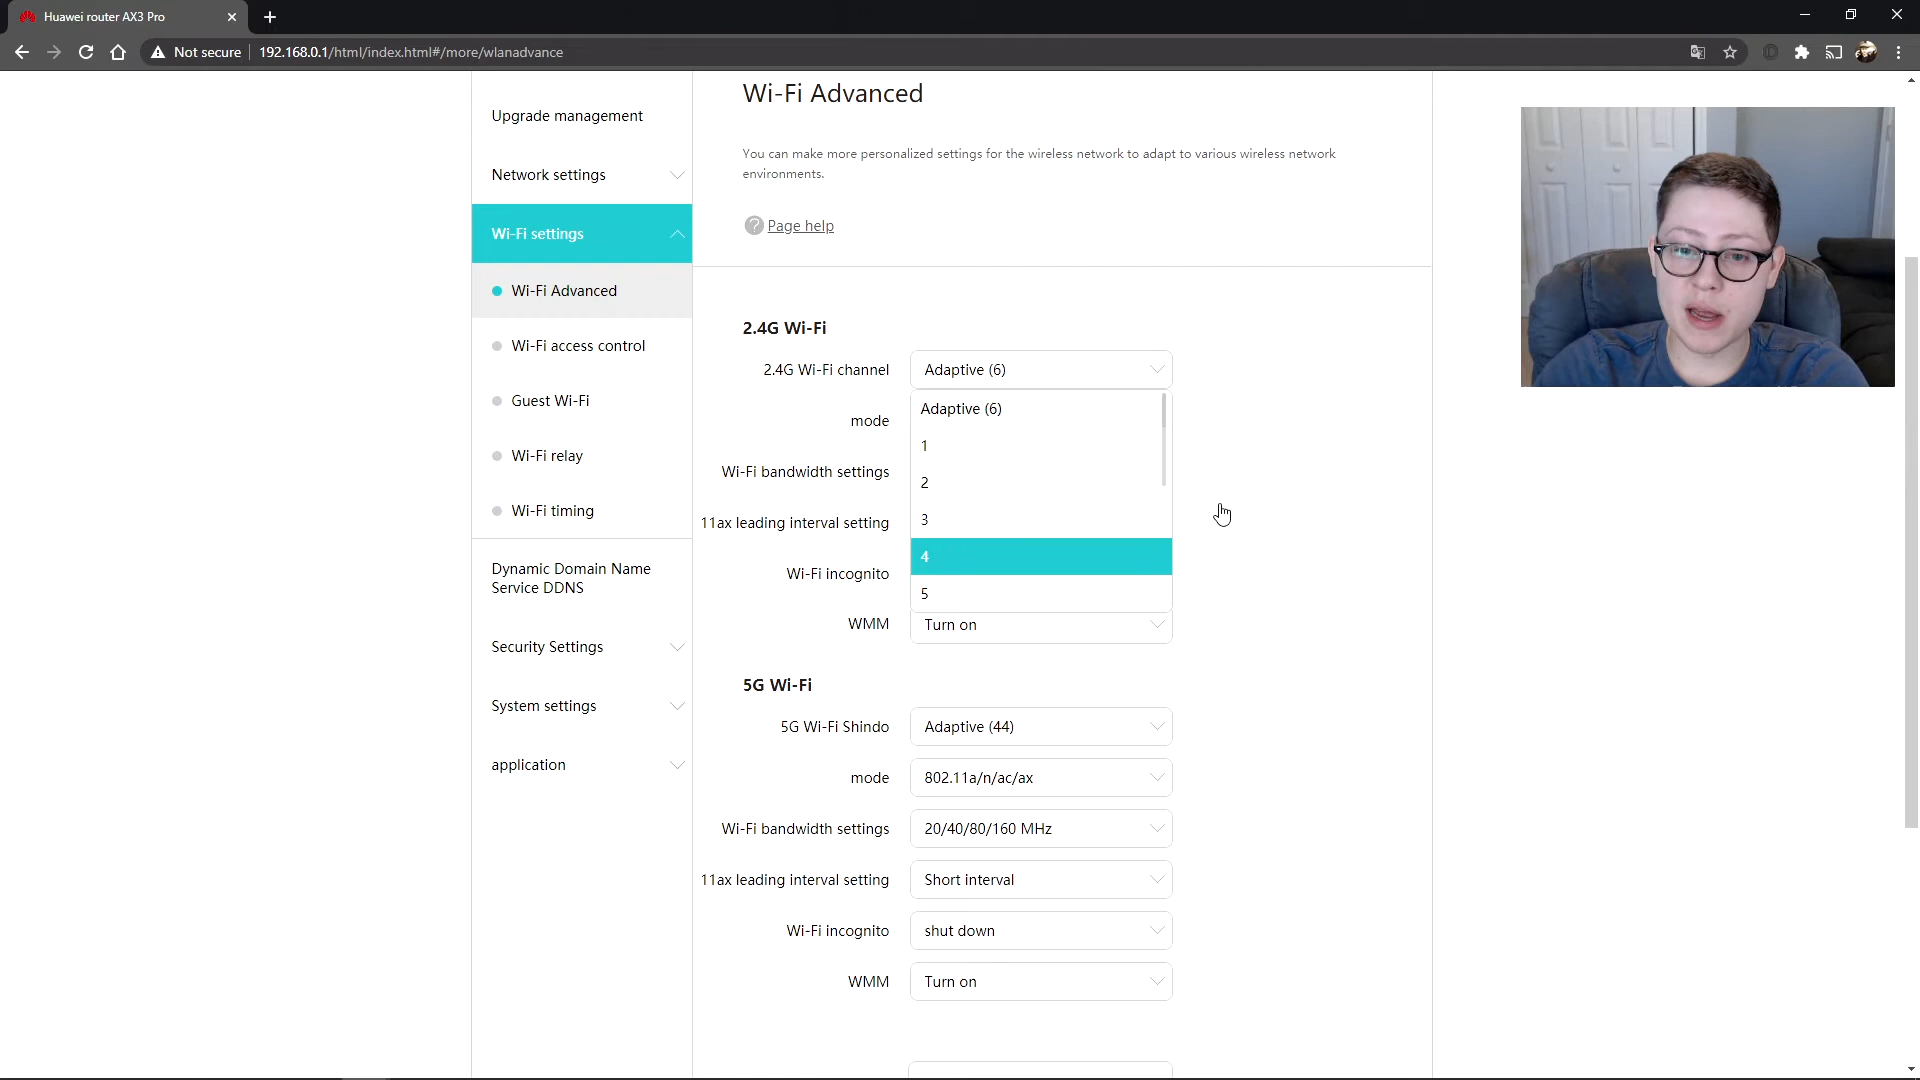 Huawei router AX3 Pro
Not secure
192.168.0.1/html/index.html#/more/wlanadvance
Upgrade management
Network settings
Wi-Fi settings
Wi-Fi Advanced
Wi-Fi access control
Guest Wi-Fi
Wi-Fi relay
Wi-Fi timing
Dynamic Domain Name
Service DDNS
Security Settings
System settings
application
Wi-Fi Advanced
You can make more personalized settings for the wireless network to adapt to various wireless network
environments.
? Page help
2.4G Wi-Fi
2.4G Wi-Fi channel Adaptive (6)
Adaptive (6)
mode
1
Wi-Fi bandwidth settings
2
11ax leading interval setting 3
4
Wi-Fi incognito
5
WMM Turn on
5G Wi-Fi
5G Wi-Fi Shindo Adaptive (44)
mode 802.11a/n/ac/ax
Wi-Fi bandwidth settings 20/40/80/160 MHz
11ax leading interval setting Short interval
Wi-Fi incognito shut down
WMM Turn on